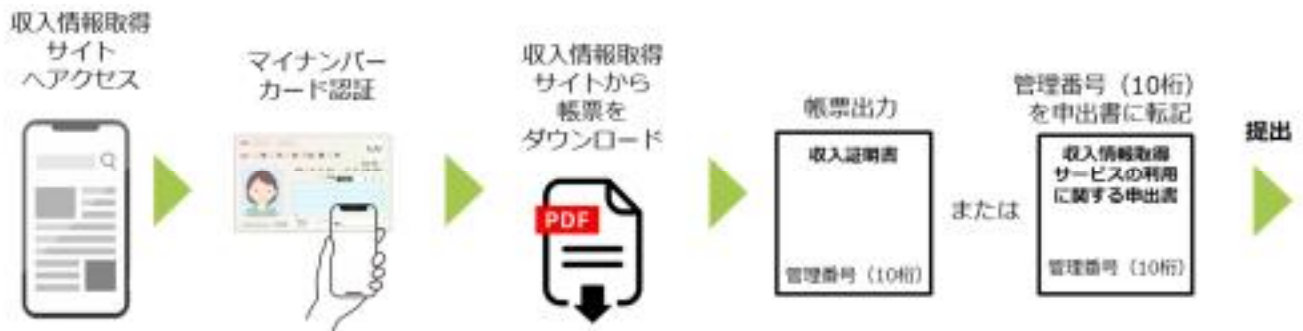 収入情報取得
サイト
へアクセス
マイナンバー
カード認証
収入情報取得
サイトから
帳票を
ダウンロード
PDF
帳票出力
収入証明書
管理番号（10桁）
または
管理番号（10桁）
を申出書に転記
収入情報取得
サービスの利用
に関する申出書
管理番号（10桁）
提出